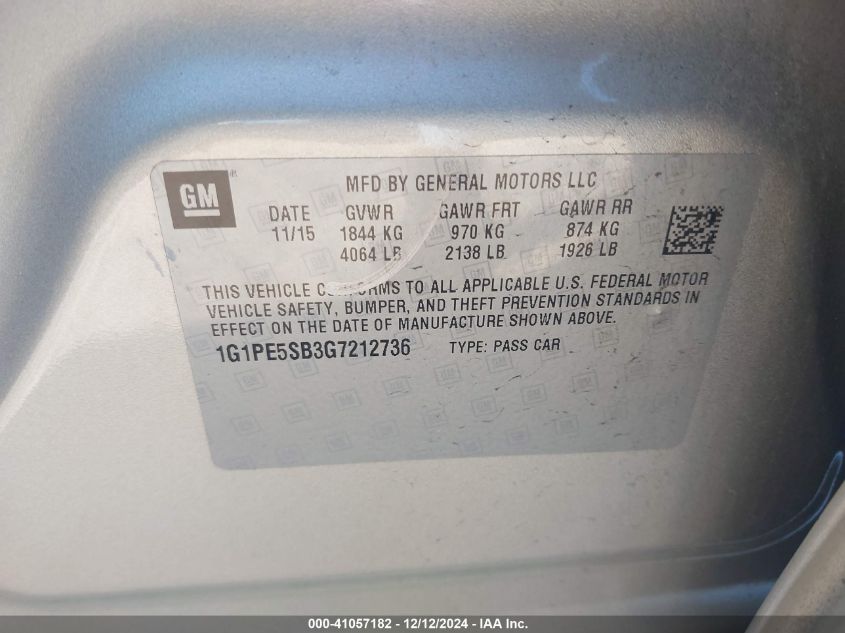 GM®
MFD BY GENERAL MOTORS LLC
DATE GVWR GAWR FRT GAWR RR
11/15 1844 KG 970 KG 874 KG
4064 LB 2138 LB 1926 LB
THIS VEHICLE CONFORMS TO ALL APPLICABLE U.S. FEDERAL MOTOR
VEHICLE SAFETY, BUMPER, AND THEFT PREVENTION STANDARDS IN
EFFECT ON THE DATE OF MANUFACTURE SHOWN ABOVE.
1G1PE5SB3G7212736 TYPE: PASS CAR
000-41057182 - 12/12/2024 - IAA Inc.